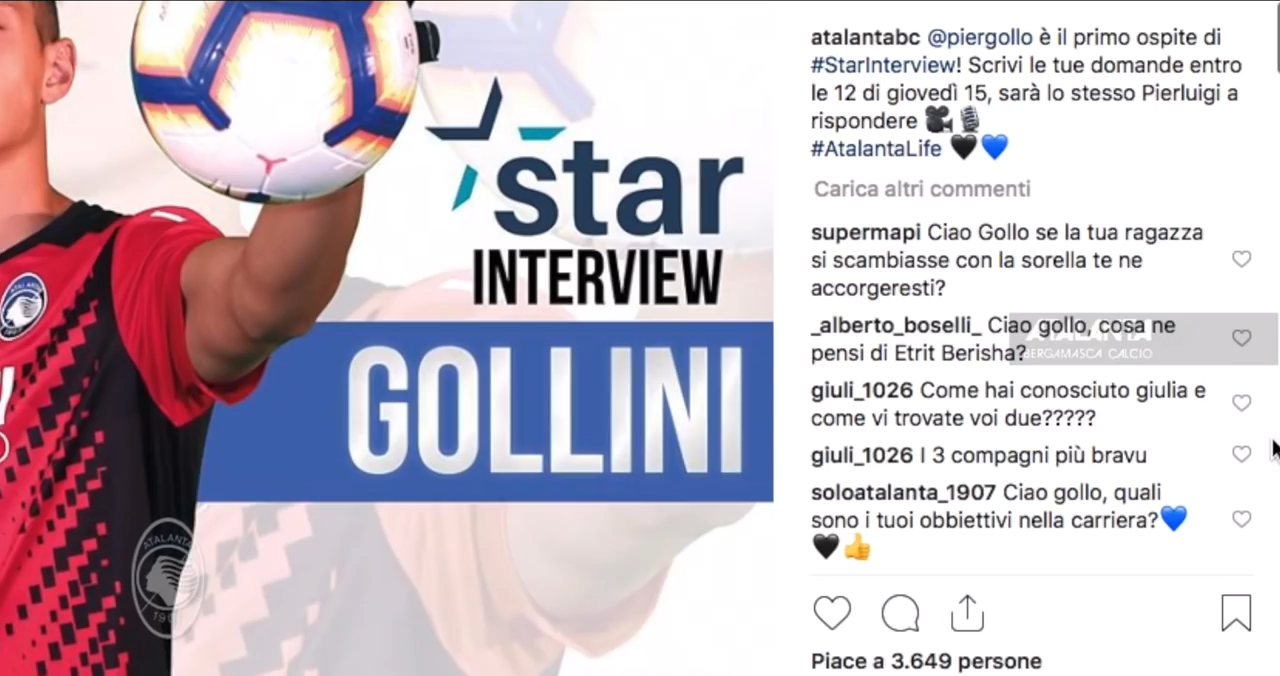 star
INTERVIEW
GOLLINI
ATALANTA
atalantabc @piergollo è il primo ospite di
#StarInterview! Scrivi le tue domande entro
le 12 di giovedì 15, sarà lo stesso Pierluigi a
rispondere 🎥🎙
#AtalantaLife 🖤💙
Carica altri commenti
supermapi Ciao Gollo se la tua ragazza
si scambiasse con la sorella te ne
accorgeresti?
_alberto_boselli_ Ciao gollo, cosa ne
pensi di Etrit Berisha?
ATALANTA
BERGAMASCA CALCIO
giuli_1026 Come hai conosciuto giulia e
come vi trovate voi due?????
giuli_1026 I 3 compagni più bravu
soloatalanta_1907 Ciao gollo, quali
sono i tuoi obbiettivi nella carriera?💙
🖤👍
Piace a 3.649 persone